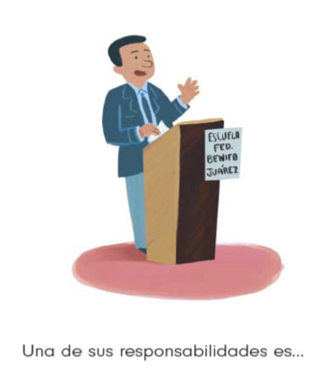 ESCUELA
FED.
BENITO
JUÁREZ
Una de sus responsabilidades es...